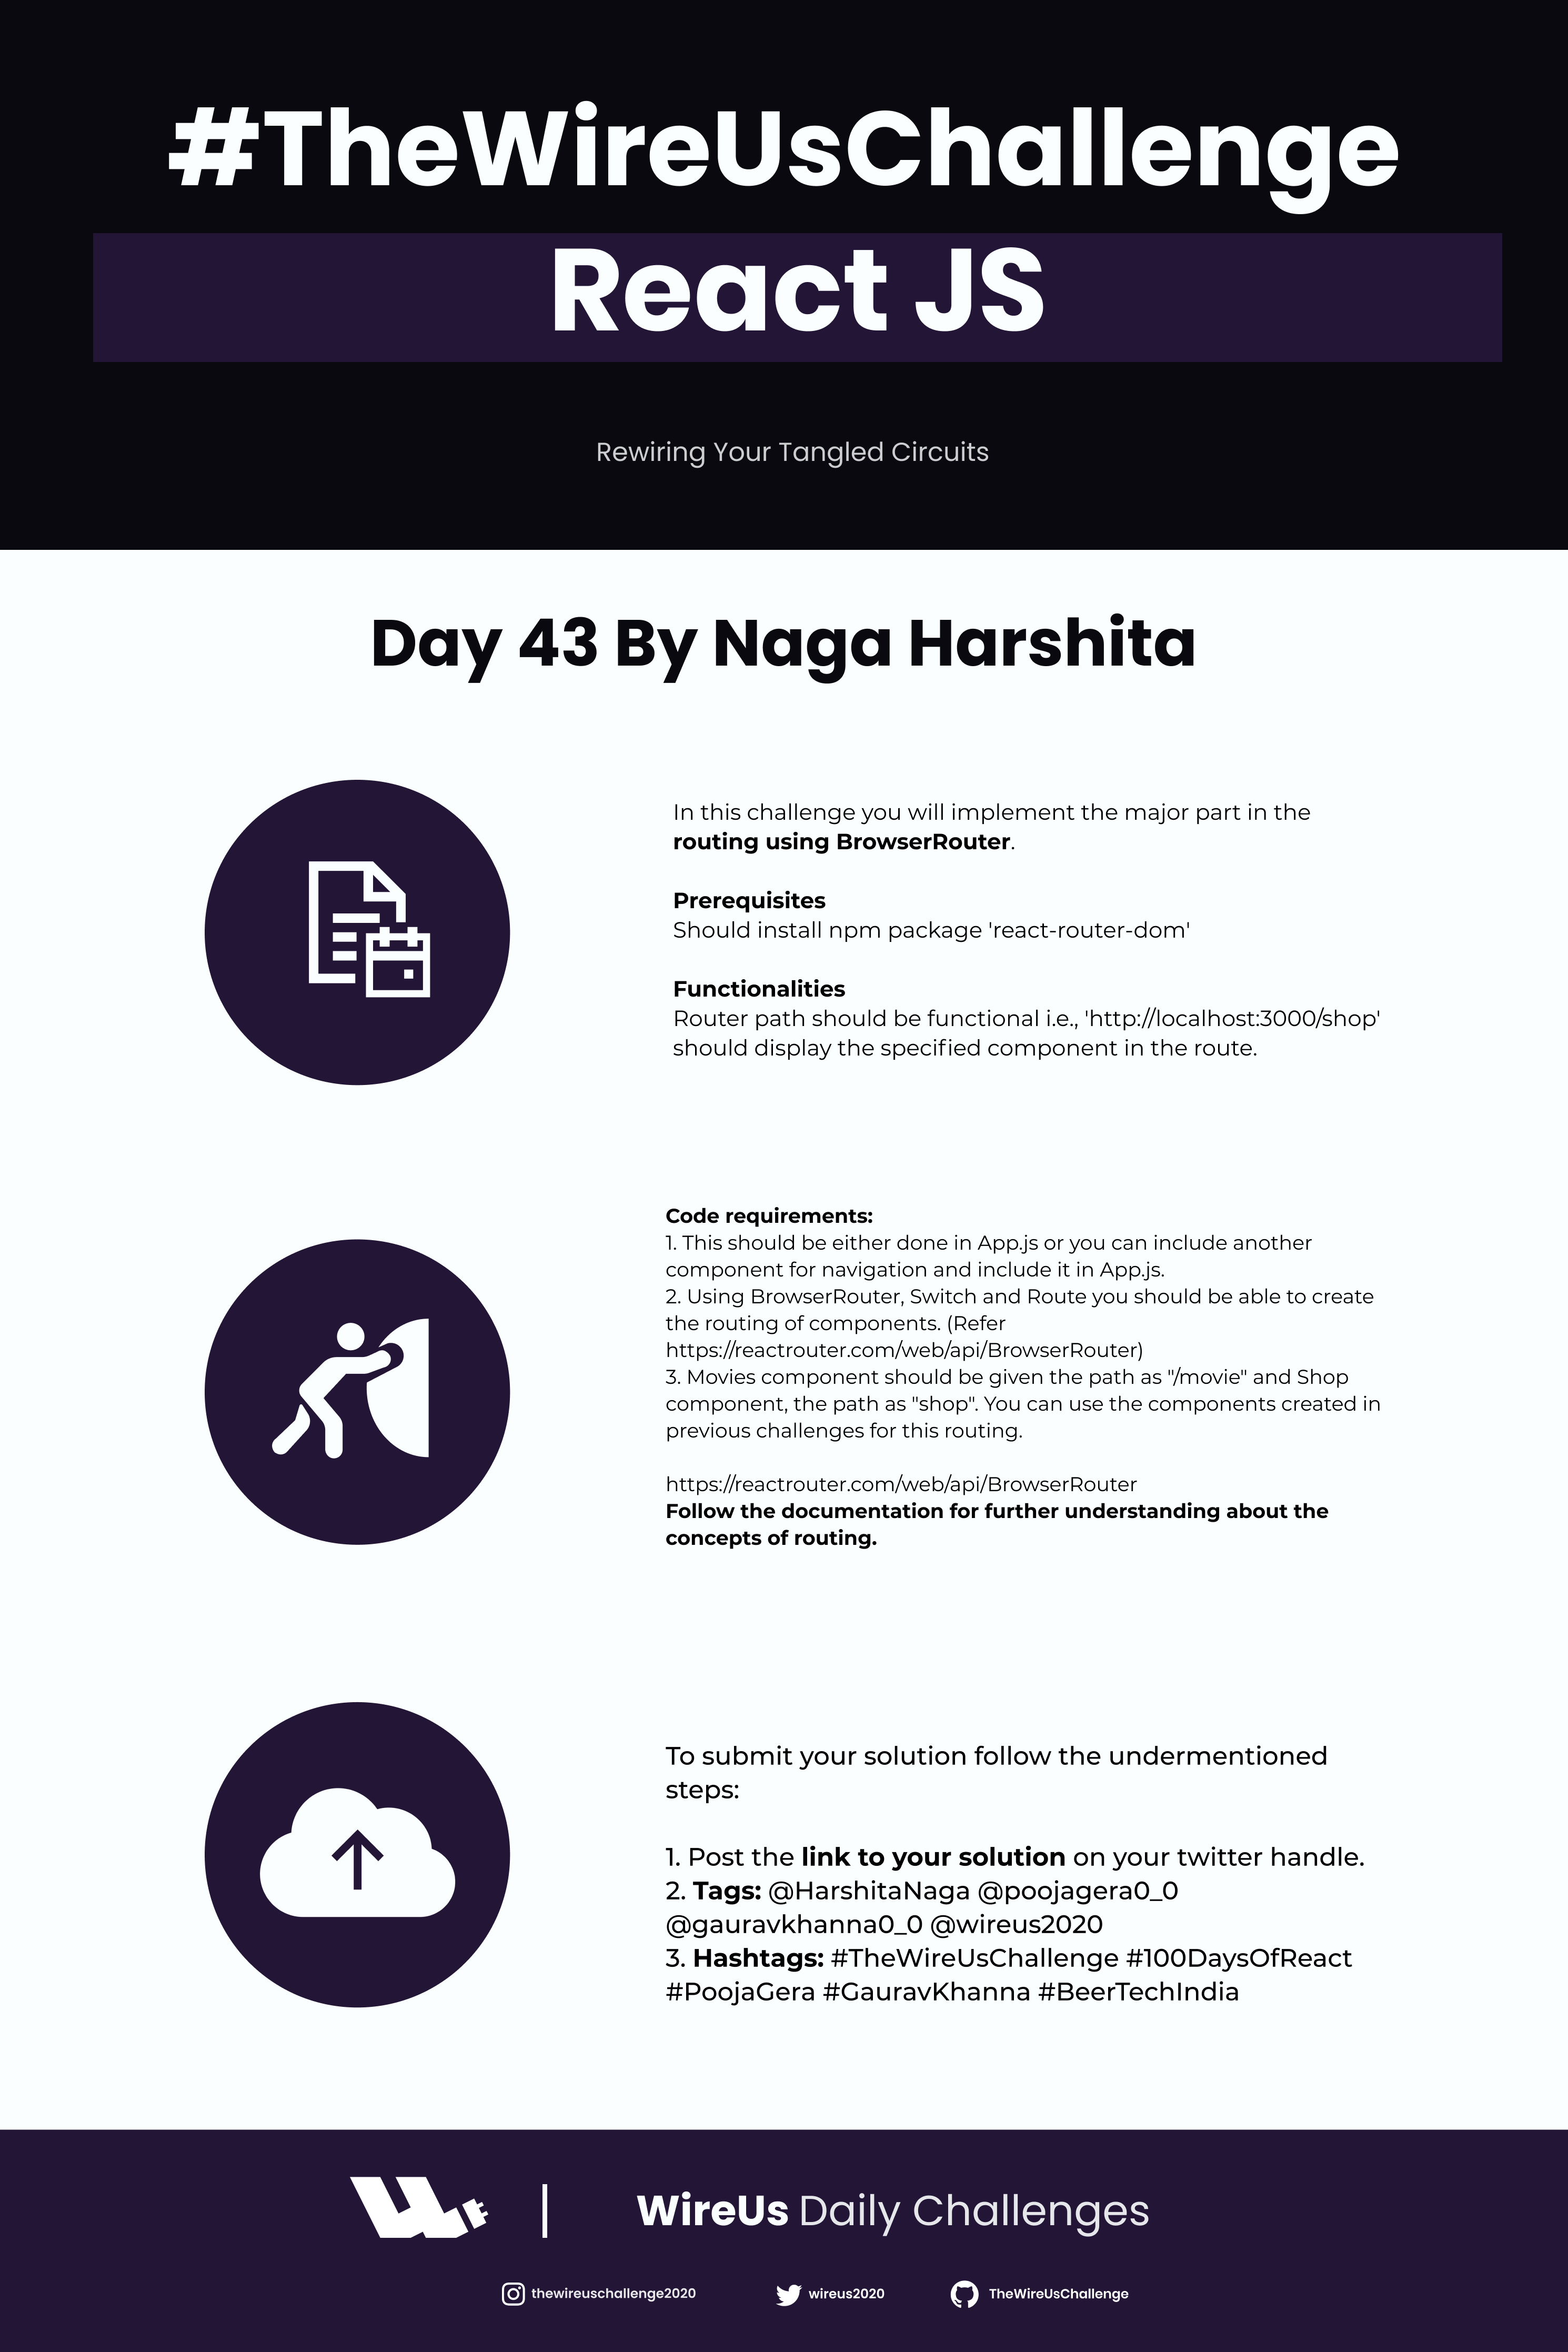 #TheWireUsChallenge
React JS
Rewiring Your Tangled Circuits
Day 43 By Naga Harshita
In this challenge you will implement the major part in the
routing using BrowserRouter.
Prerequisites
Should install npm package 'react-router-dom'
Functionalities
Router path should be functional i.e., 'http://localhost:3000/shop'
should display the specified component in the route.
Code requirements:
1. This should be either done in App.js or you can include another
component for navigation and include it in App.js.
2. Using BrowserRouter, Switch and Route you should be able to create
the routing of components. (Refer
https://reactrouter.com/web/api/BrowserRouter)
3. Movies component should be given the path as "/movie" and Shop
component, the path as "shop". You can use the components created in
previous challenges for this routing.
https://reactrouter.com/web/api/BrowserRouter
Follow the documentation for further understanding about the
concepts of routing.
To submit your solution follow the undermentioned
steps:
1. Post the link to your solution on your twitter handle.
2. Tags: @HarshitaNaga @poojagera0_0
@gauravkhanna0_0 @wireus2020
3. Hashtags: #TheWireUsChallenge #100DaysOfReact
#PoojaGera #GauravKhanna #BeerTechIndia
WireUs Daily Challenges
thewireuschallenge2020 wireus2020 TheWireUsChallenge